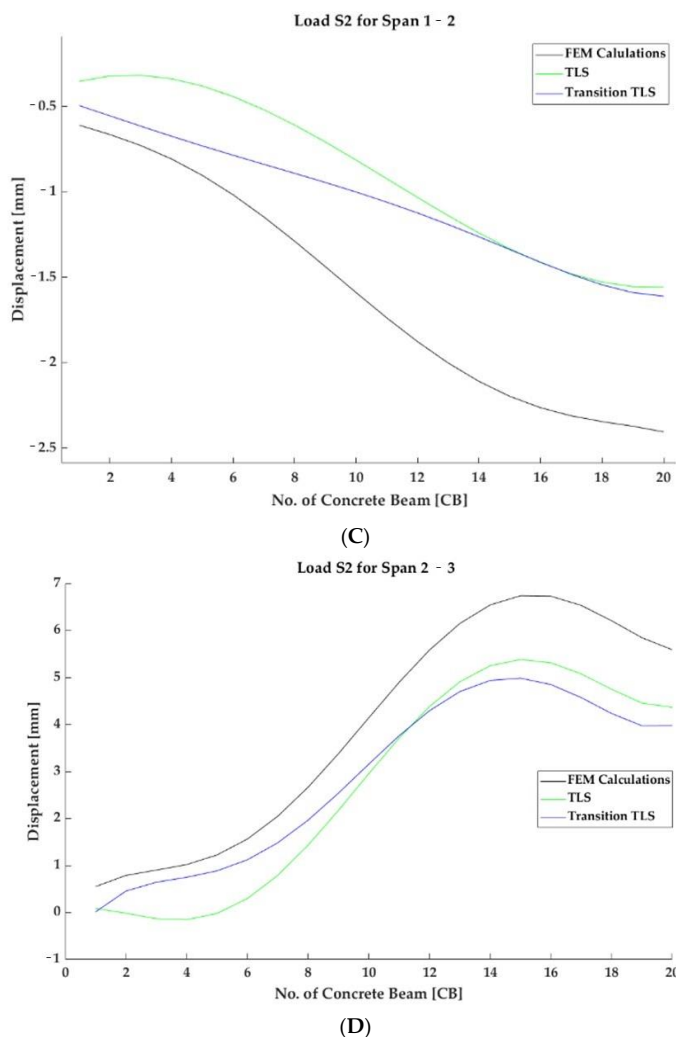 Load S2 for Span 1 - 2
FEM Calulations
TLS
Transition TLS
-0.5
-1
-1.5
-2
-2.5
Displacement [mm]
2 4 6 8 10 12 14 16 18 20
No. of Concrete Beam [CB]
(C)
Load S2 for Span 2 - 3
7
6
5
4
3
2
1
0
-1
Displacement [mm]
FEM Calculations
TLS
Transition TLS
0 2 4 6 8 10 12 14 16 18 20
No. of Concrete Beam [CB]
(D)